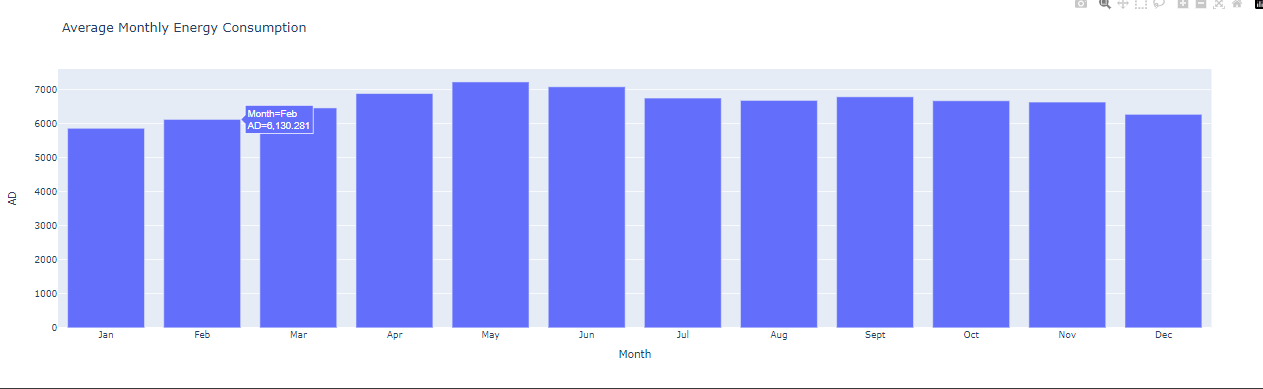 Average Monthly Energy Consumption
7000
6000
5000
4000
3000
2000
1000
0
AD
Month=Feb
AD=6,130.281
Jan Feb Mar Apr May Jun Jul Aug Sept Oct Nov Dec
Month